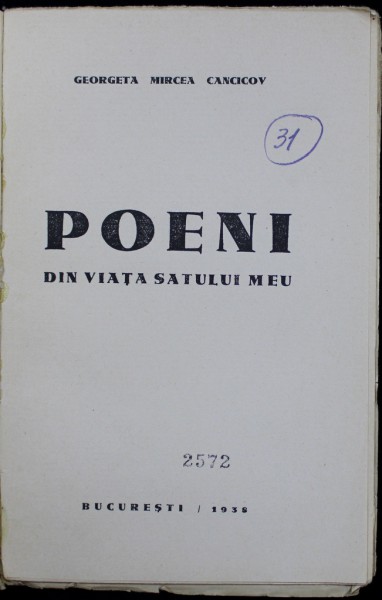 GEORGETA MIRCEA CANCICOV
31
POENI
DIN VIAȚA SATULUI MEU
2572
BUCUREȘTI / 1938